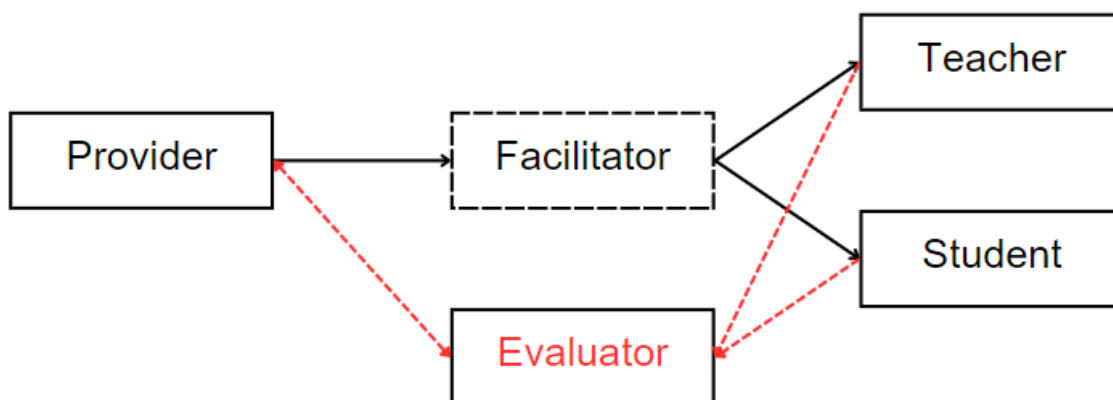 Teacher
Provider
Facilitator
Student
Evaluator